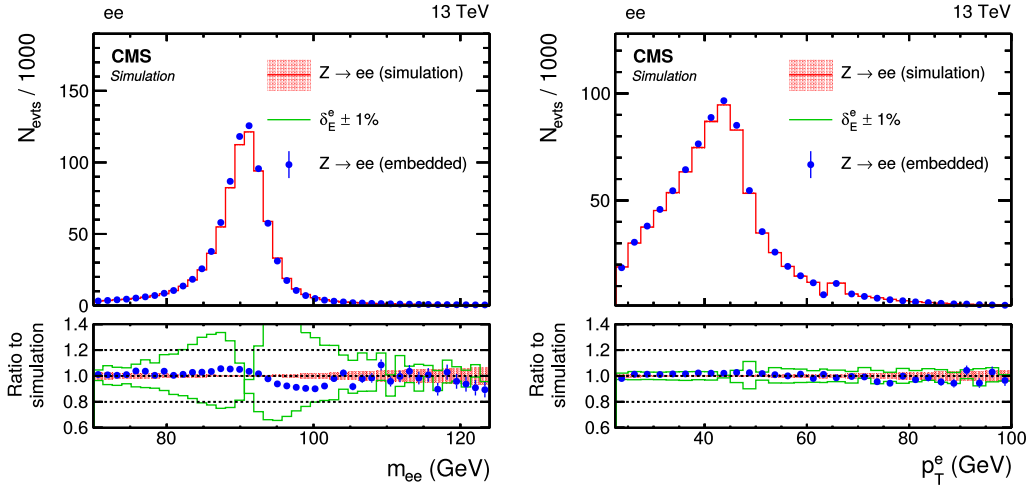 ee 13 TeV
CMS
Simulation
Z → ee (simulation)
δ_E^e ± 1%
Z → ee (embedded)
N_evts / 1000
150
100
50
0
Ratio to
simulation
1.4
1.2
1.0
0.8
0.6
80 100 120
m_ee (GeV)
ee 13 TeV
CMS
Simulation
Z → ee (simulation)
δ_E^e ± 1%
Z → ee (embedded)
N_evts / 1000
100
50
Ratio to
simulation
1.4
1.2
1.0
0.8
0.6
40 60 80 100
p_T^e (GeV)